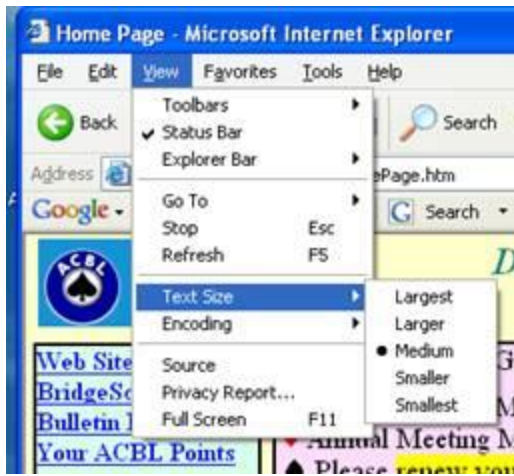 Home Page - Microsoft Internet Explorer
File Edit View Favorites Tools Help
Back Search
Address ePage.htm
Google Search
Toolbars
Status Bar
Explorer Bar
Go To
Stop Esc
Refresh F5
Text Size
Encoding
Source
Privacy Report...
Full Screen F11
Largest
Larger
Medium
Smaller
Smallest
ACBL
D
Web Site
BridgeSc
Bulletin
Your ACBL Points
G
M
Annual Meeting M
Please renew your